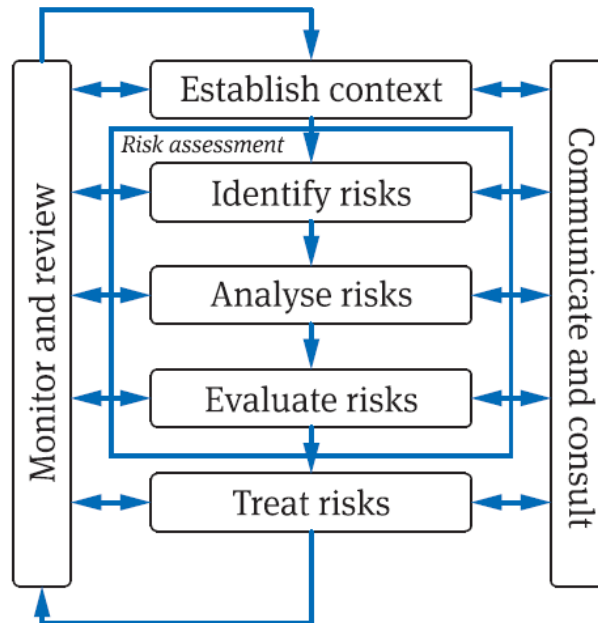 Establish context
Risk assessment
Identify risks
Analyse risks
Evaluate risks
Treat risks
Monitor and review
Communicate and consult